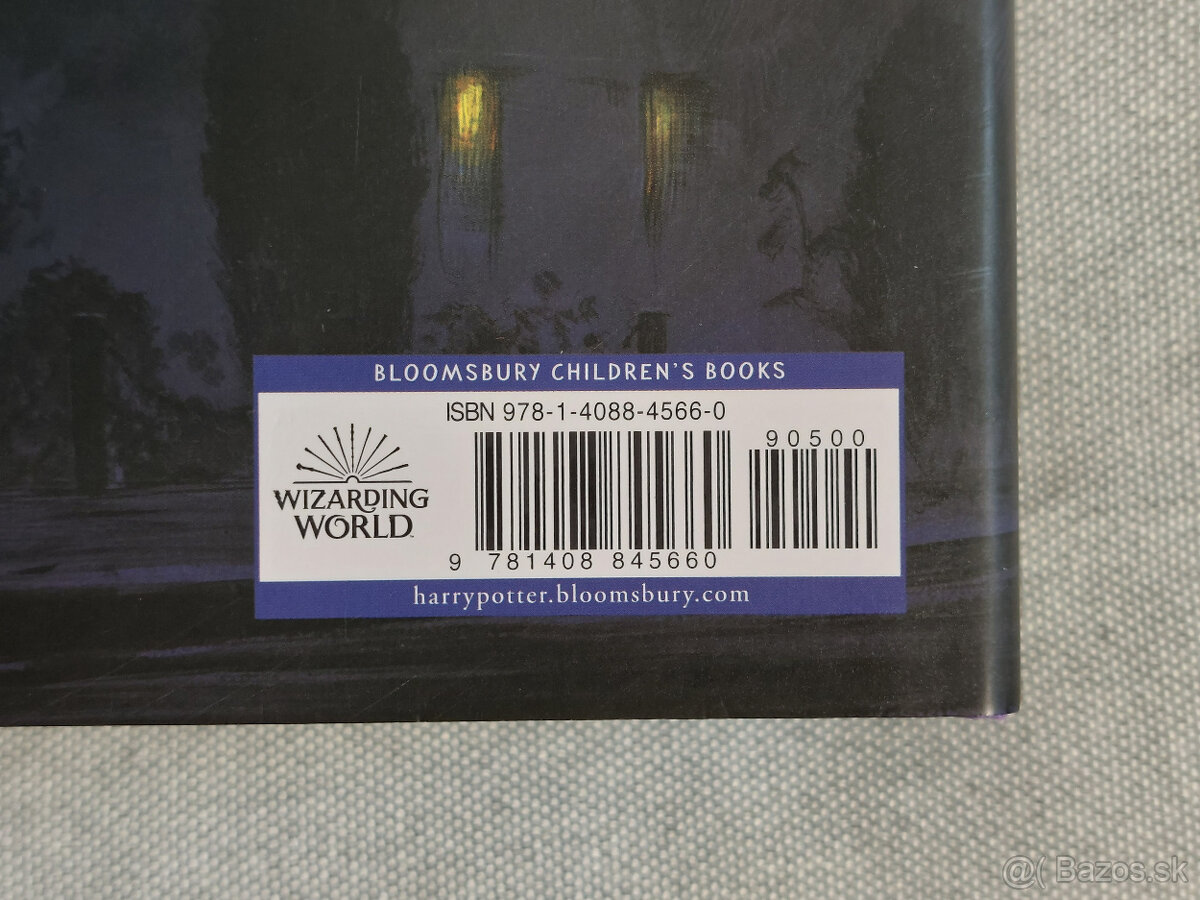 BLOOMSBURY CHILDREN'S BOOKS
ISBN 978-1-4088-4566-0
90500
WIZARDING
WORLD
9 781408 845660
harrypotter.bloomsbury.com
@( Bazos.sk